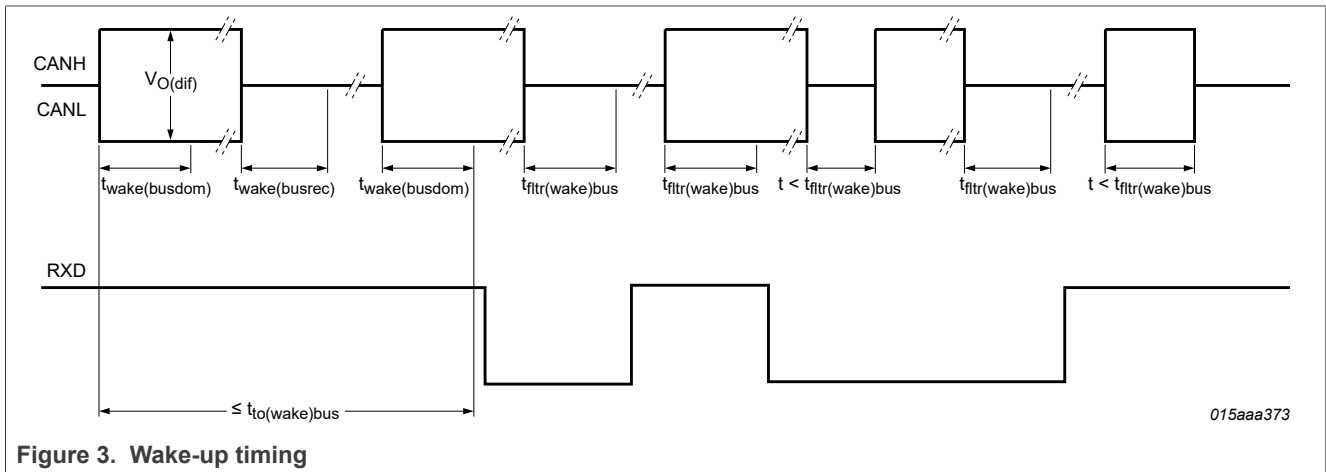 CANH
CANL
VO(dif)
twake(busdom)
twake(busrec)
twake(busdom)
tfltr(wake)bus
tfltr(wake)bus
t < tfltr(wake)bus
tfltr(wake)bus
t < tfltr(wake)bus
RXD
≤ tto(wake)bus
015aaa373
Figure 3. Wake-up timing